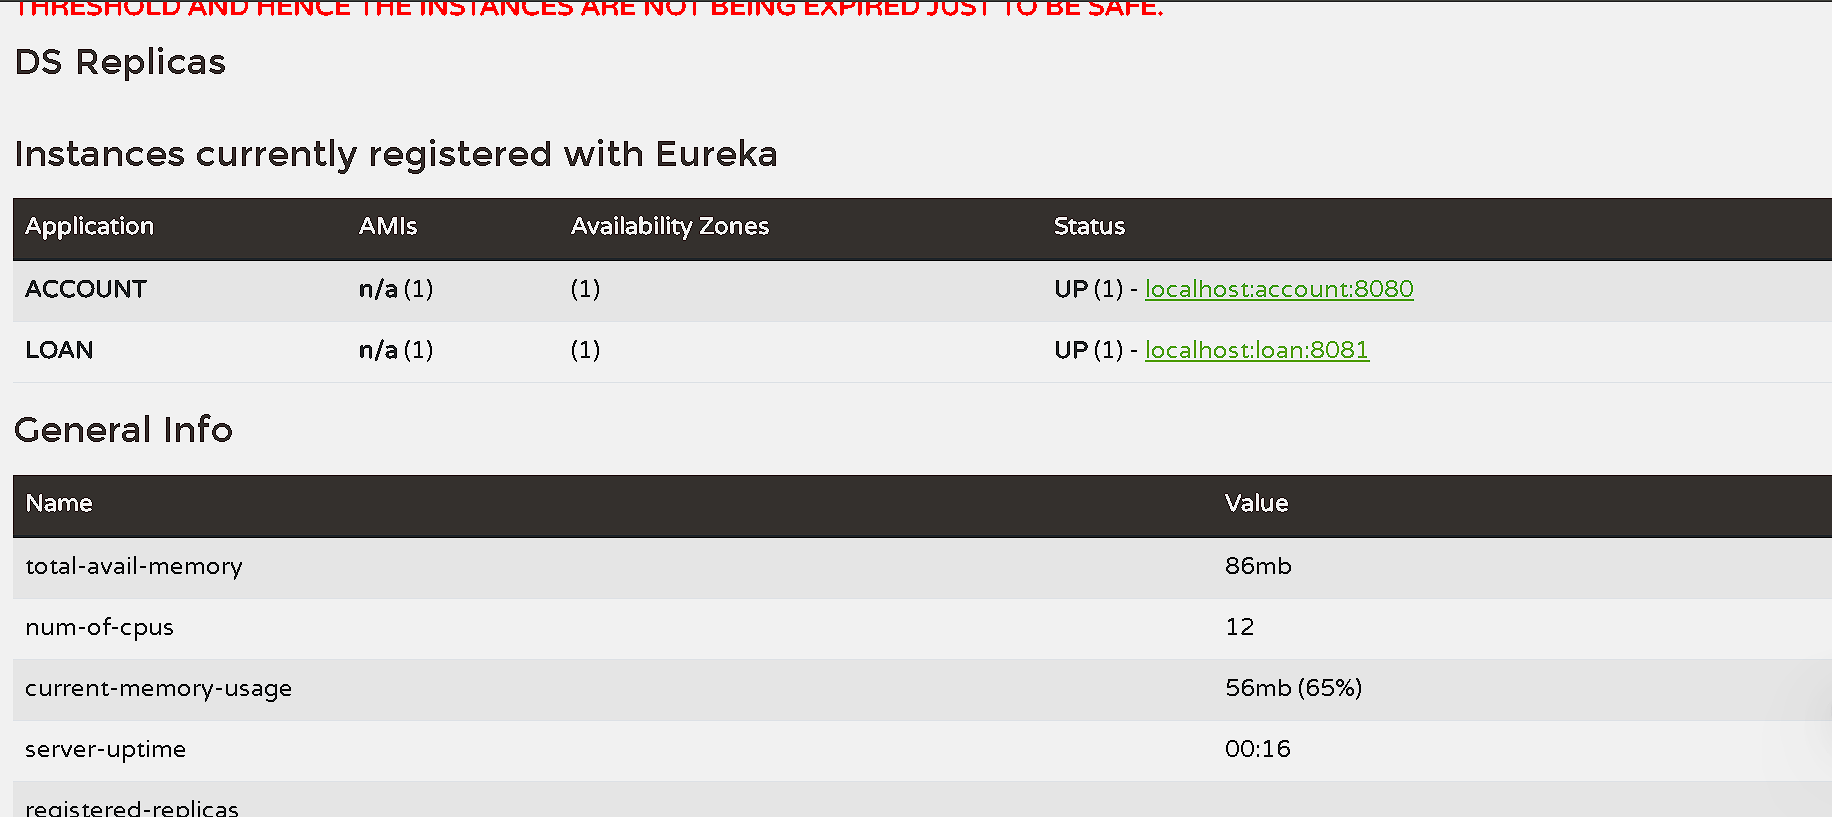 THRESHOLD AND HENCE THE INSTANCES ARE NOT BEING EXPIRED JUST TO BE SAFE.
DS Replicas
Instances currently registered with Eureka
Application AMIs Availability Zones Status
ACCOUNT n/a (1) (1) UP (1) - localhost:account:8080
LOAN n/a (1) (1) UP (1) - localhost:loan:8081
General Info
Name Value
total-avail-memory 86mb
num-of-cpus 12
current-memory-usage 56mb (65%)
server-uptime 00:16
registered-replicas